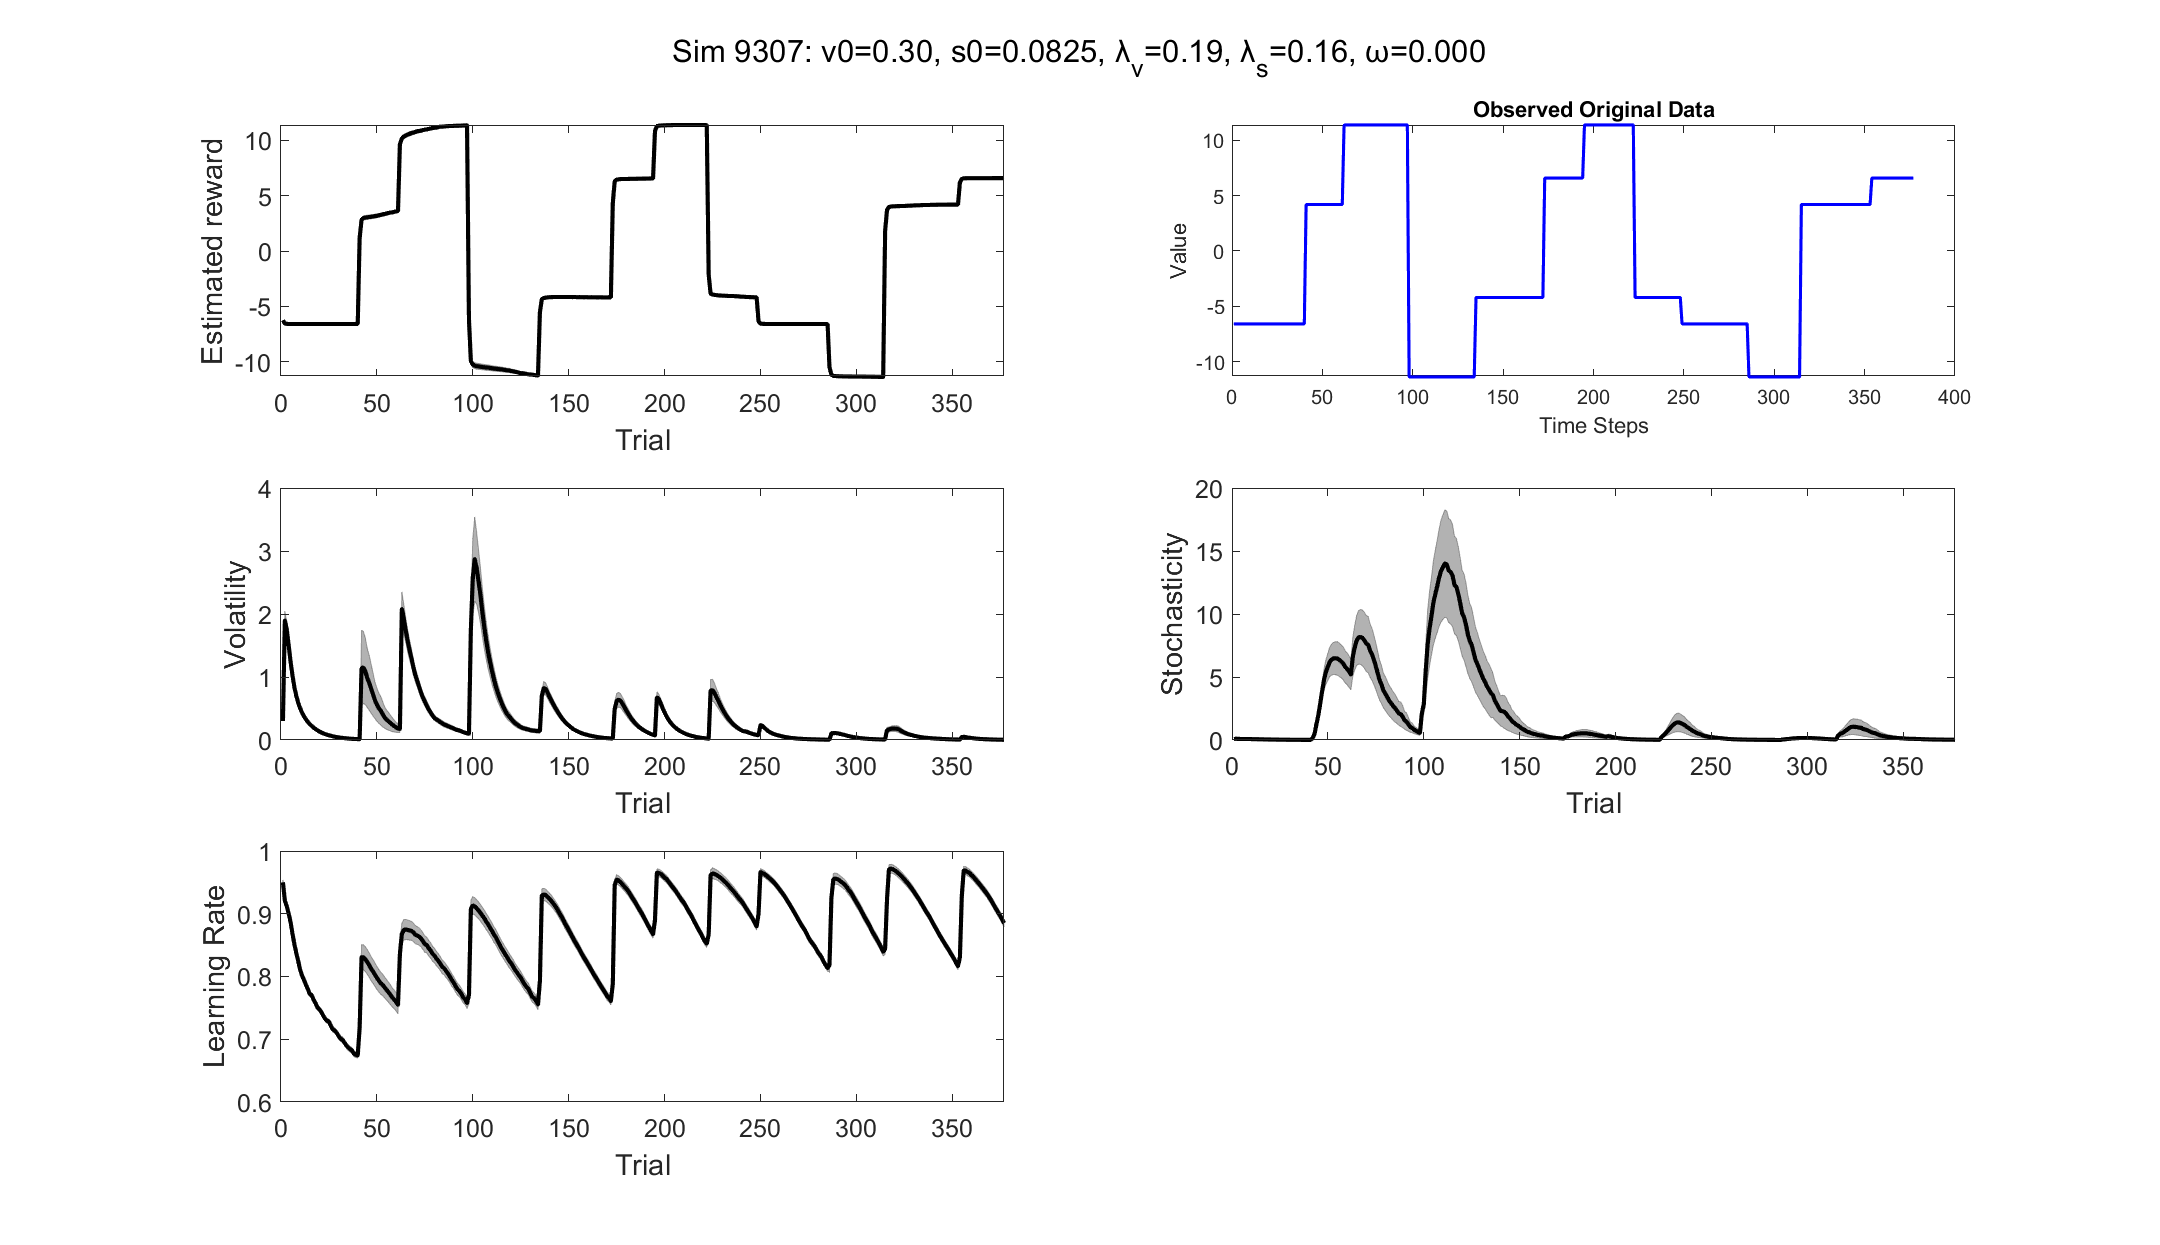 Sim 9307: v0=0.30, s0=0.0825, λv=0.19, λs=0.16, ω=0.000
Estimated reward
10
5
0
-5
-10
0 50 100 150 200 250 300 350
Trial
Observed Original Data
Value
10
5
0
-5
-10
0 50 100 150 200 250 300 350 400
Time Steps
Volatility
4
3
2
1
0
0 50 100 150 200 250 300 350
Trial
Stochasticity
20
15
10
5
0
0 50 100 150 200 250 300 350
Trial
Learning Rate
1
0.9
0.8
0.7
0.6
0 50 100 150 200 250 300 350
Trial